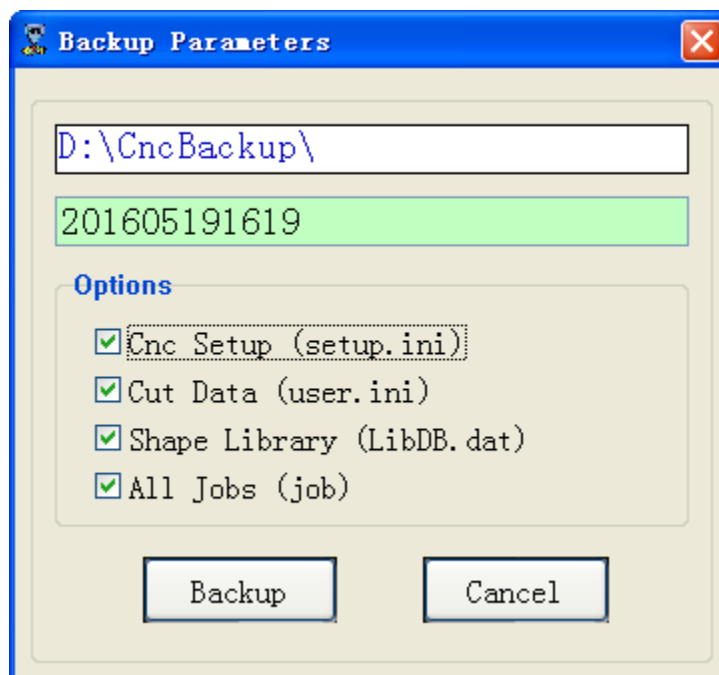 Backup Parameters
D:\CncBackup\
201605191619
Options
Cnc Setup (setup.ini)
Cut Data (user.ini)
Shape Library (LibDB.dat)
All Jobs (job)
Backup
Cancel